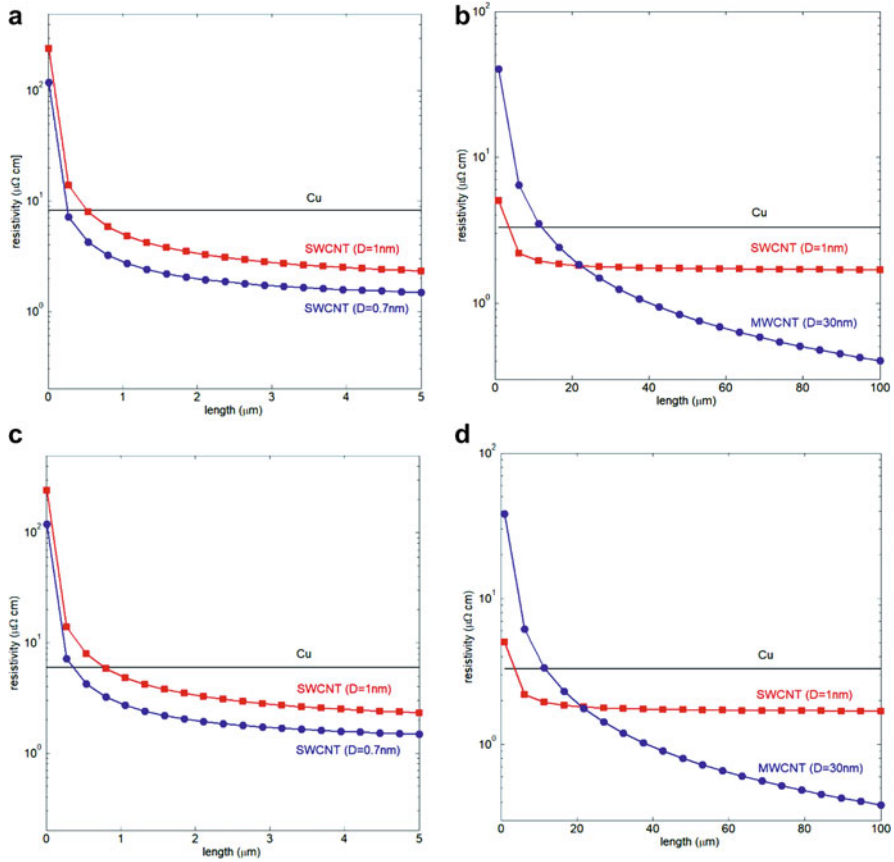 a
resistivity (μΩ cm]
10²
10¹
10⁰
Cu
SWCNT (D=1nm)
SWCNT (D=0.7nm)
0 1 2 3 4 5
length (μm)
b
resistivity (μΩ cm)
10²
10¹
10⁰
Cu
SWCNT (D=1nm)
MWCNT (D=30nm)
0 20 40 60 80 100
length (μm)
c
resistivity (μΩ cm)
10²
10¹
10⁰
Cu
SWCNT (D=1nm)
SWCNT (D=0.7nm)
0 1 2 3 4 5
length (μm)
d
resistivity (μΩ cm)
10²
10¹
10⁰
Cu
SWCNT (D=1nm)
MWCNT (D=30nm)
0 20 40 60 80 100
length (μm)